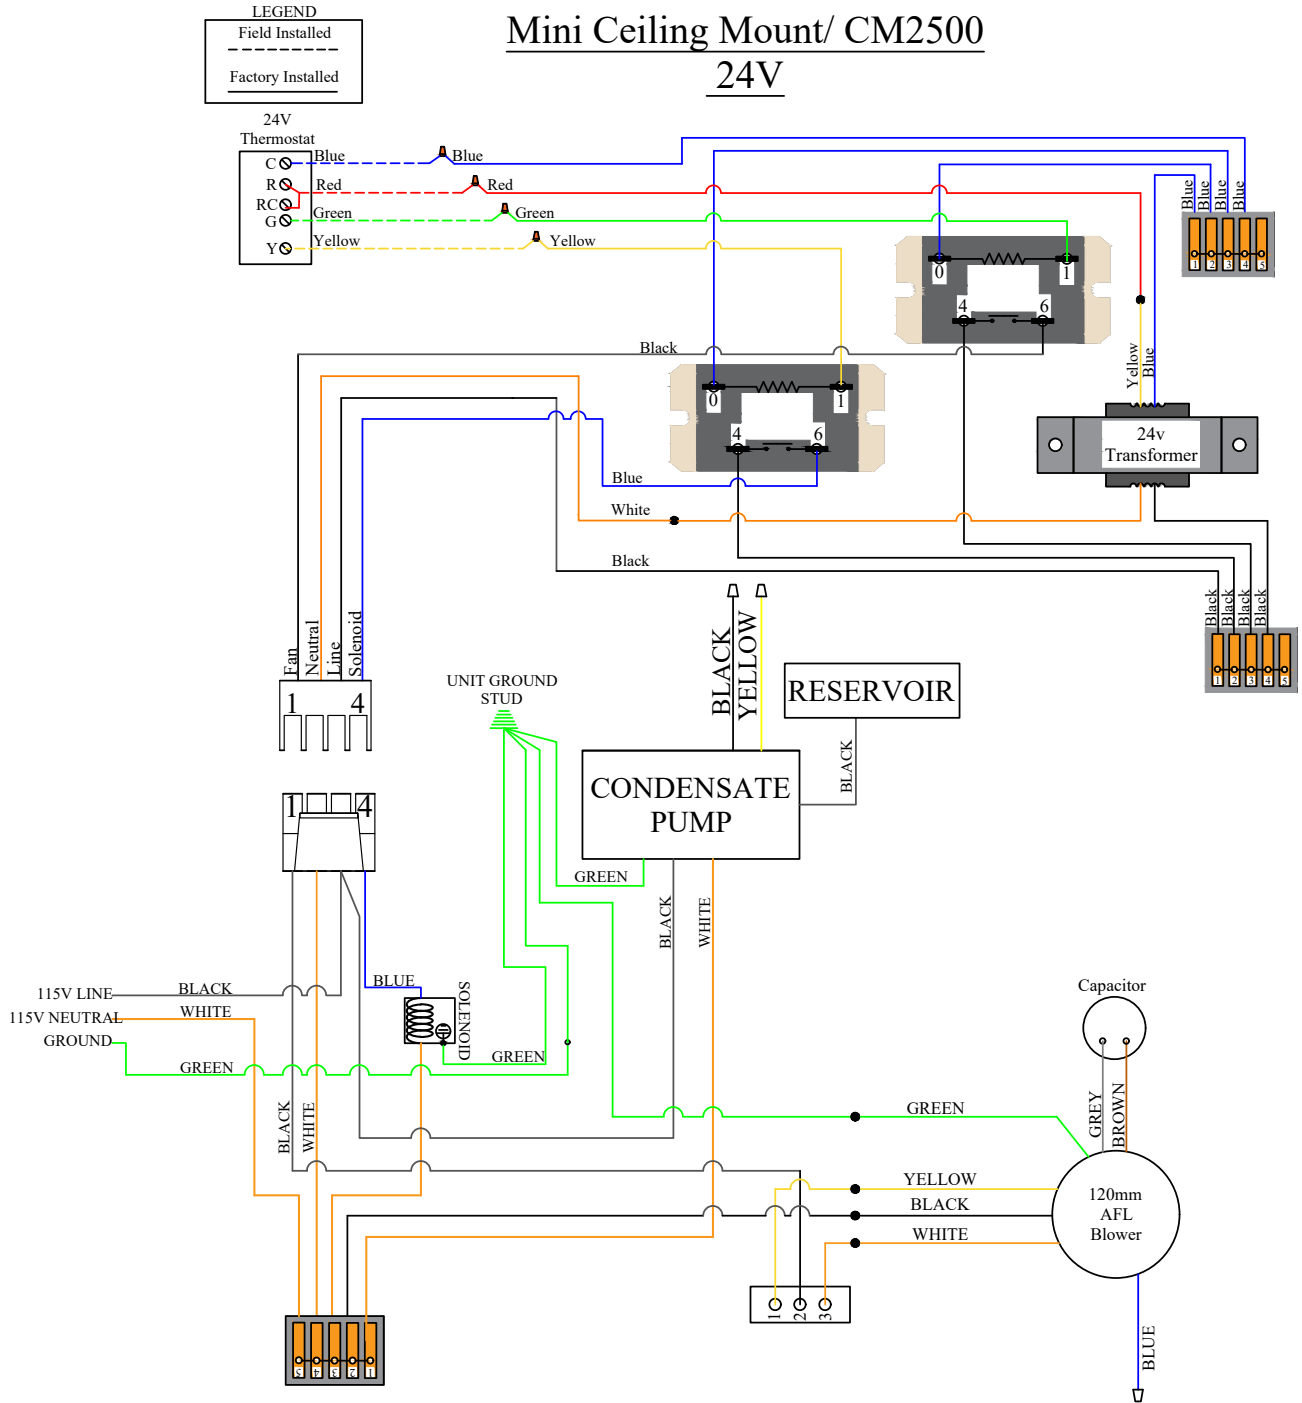 LEGEND
Field Installed
Factory Installed
Mini Ceiling Mount/ CM2500
24V
24V
Thermostat
C
Blue
Blue
R
Red
Red
RC
G
Green
Green
Y
Yellow
Yellow
Blue
Blue
Blue
Blue
1
2
3
4
5
0
1
4
6
Black
0
1
4
6
Yellow
Blue
24v
Transformer
Blue
White
Black
Black
Black
Black
Black
1
2
3
4
5
Fan
Neutral
Line
Solenoid
1
4
BLACK
YELLOW
UNIT GROUND
STUD
RESERVOIR
BLACK
CONDENSATE
PUMP
1
4
GREEN
BLACK
WHITE
115V LINE
BLACK
BLUE
115V NEUTRAL
WHITE
GROUND
SOLENOID
GREEN
GREEN
Capacitor
GREY
BROWN
BLACK
WHITE
GREEN
YELLOW
BLACK
WHITE
120mm
AFL
Blower
1
2
3
BLUE
5
4
3
2
1